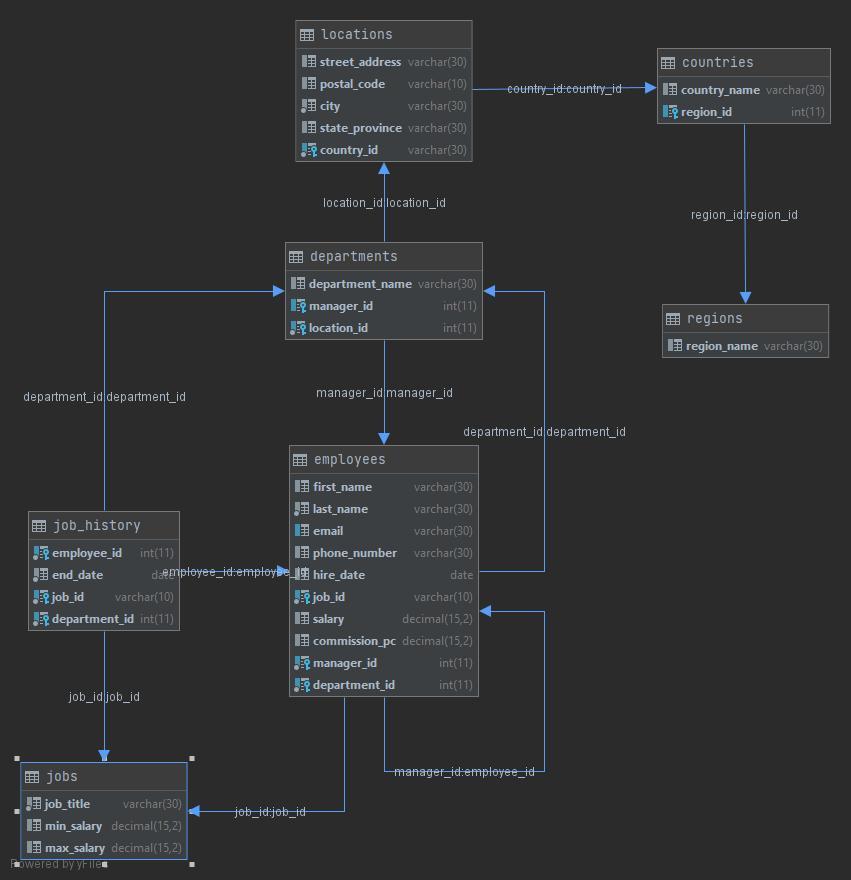 locations
street_address varchar(30)
postal_code varchar(10)
city varchar(30)
state_province varchar(30)
country_id varchar(30)
country_id:country_id
countries
country_name varchar(30)
region_id int(11)
location_id:location_id
region_id:region_id
departments
department_name varchar(30)
manager_id int(11)
location_id int(11)
regions
region_name varchar(30)
department_id:department_id
manager_id:manager_id
department_id:department_id
employees
first_name varchar(30)
last_name varchar(30)
email varchar(30)
phone_number varchar(30)
hire_date date
job_id varchar(10)
salary decimal(15,2)
commission_pc decimal(15,2)
manager_id int(11)
department_id int(11)
job_history
employee_id int(11)
end_date date
job_id varchar(10)
department_id int(11)
job_id:job_id
manager_id:employee_id
jobs
job_title varchar(30)
min_salary decimal(15,2)
max_salary decimal(15,2)
job_id:job_id
Powered by yFiles